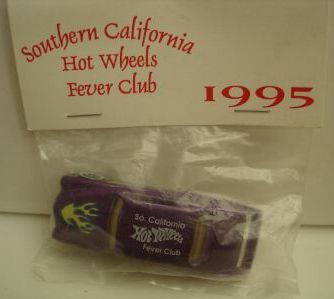 Southern California
Hot Wheels
Fever Club
1995
So. California
Hot Wheels
Fever Club